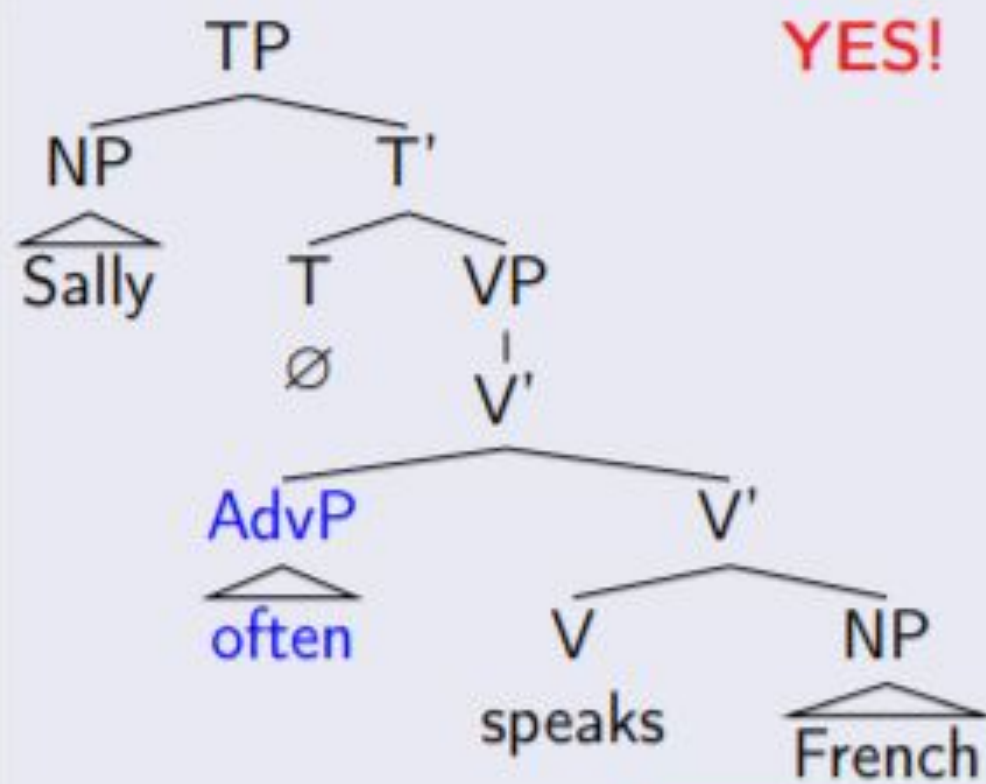 TP YES!
NP T'
Sally T VP
∅ V'
AdvP V'
often V NP
speaks French